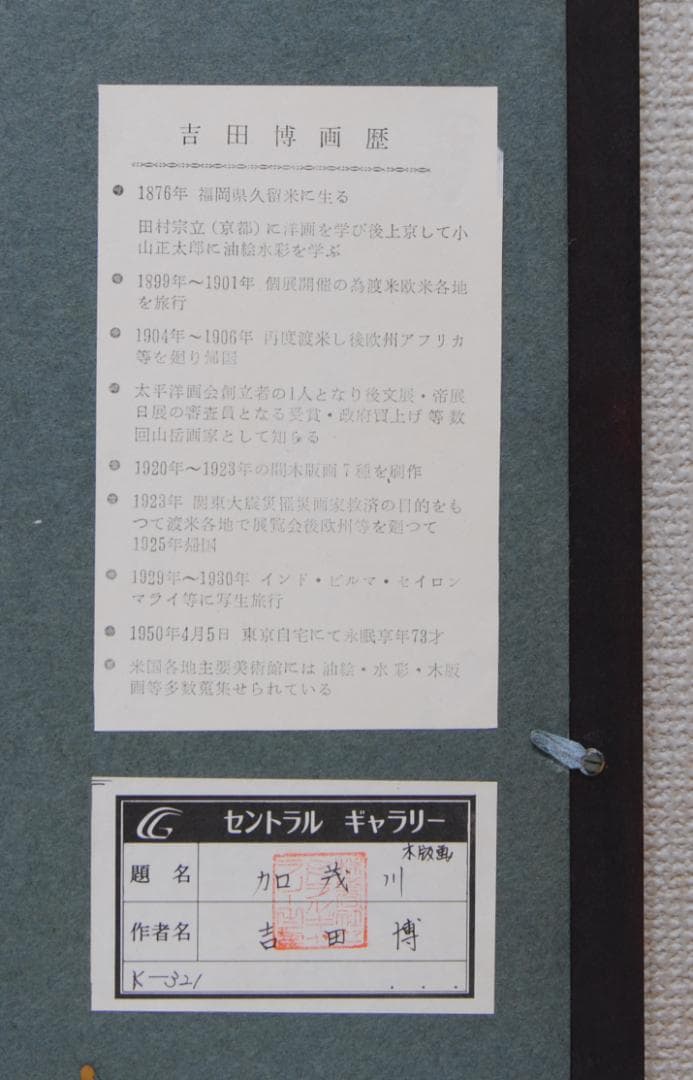 吉田博画歴
1876年 福岡県久留米に生る
田村宗立(京都)に洋画を学び後上京して小
山正太郎に油絵水彩を学ぶ
1899年〜1901年 個展開催の為渡米欧米各地
を旅行
1904年〜1906年 再度渡米し後欧州アフリカ
等を廻り帰国
太平洋画会創立者の1人となり後文展・帝展
日展の審査員となる受賞・政府買上げ等数
回山岳画家として知らる
1920年〜1923年の間木版画7種を刷作
1923年 関東大震災罹災画家救済の目的をも
つて渡米各地で展覧会後欧州等を廻つて
1925年帰国
1929年〜1930年 インド・ビルマ・セイロン
マライ等に写生旅行
1950年4月5日 東京自宅にて永眠享年73才
米国各地主要美術館には油絵・水彩・木版
画等多数蒐集せられている
CG セントラル ギャラリー
木版画
題名 加茂川
作者名 吉田博
K-321 . . .